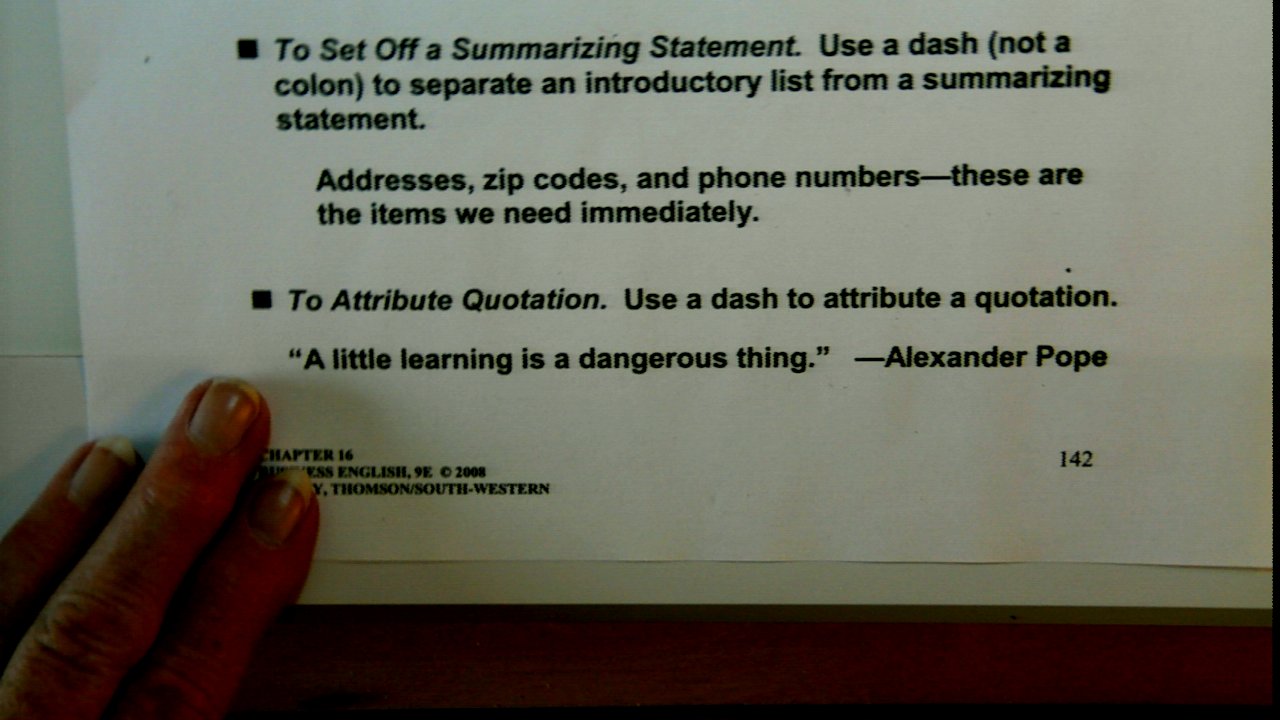 ■ To Set Off a Summarizing Statement. Use a dash (not a
colon) to separate an introductory list from a summarizing
statement.
Addresses, zip codes, and phone numbers—these are
the items we need immediately.
■ To Attribute Quotation. Use a dash to attribute a quotation.
“A little learning is a dangerous thing.” —Alexander Pope
CHAPTER 16
ENGLISH, 9E © 2008
THOMSON/SOUTH-WESTERN
142